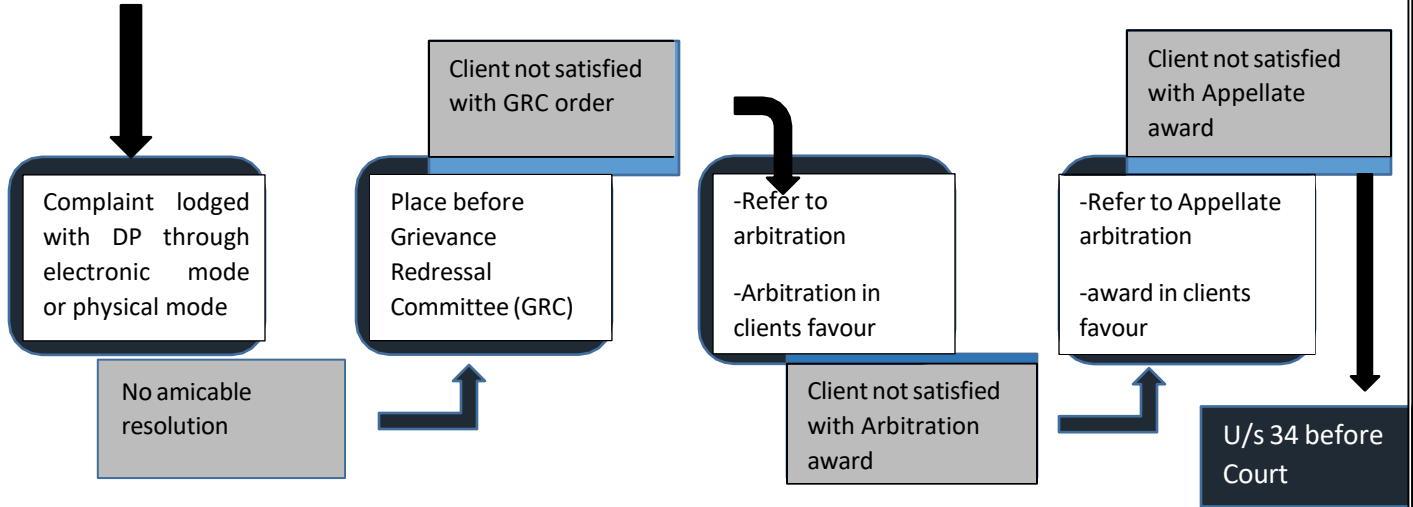 Complaint lodged
with DP through
electronic mode
or physical mode
No amicable
resolution
Place before
Grievance
Redressal
Committee (GRC)
Client not satisfied
with GRC order
-Refer to
arbitration
-Arbitration in
clients favour
Client not satisfied
with Arbitration
award
-Refer to Appellate
arbitration
-award in clients
favour
Client not satisfied
with Appellate
award
U/s 34 before
Court